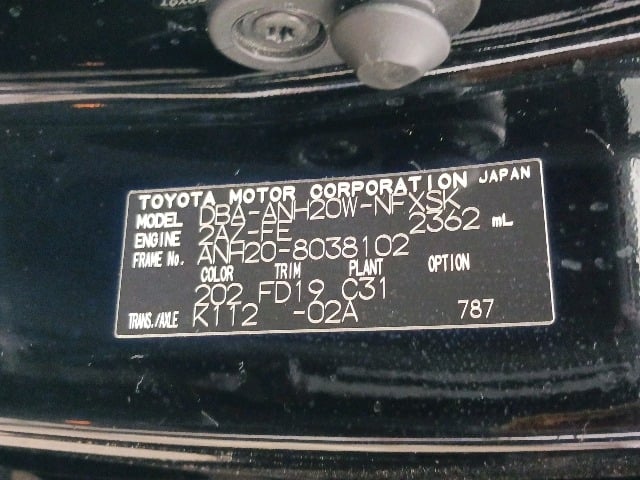 TOYOTA MOTOR CORPORATION JAPAN
MODEL DBA-ANH20W-NFXSK
ENGINE 2AZ-FE 2362 mL
FRAME No. ANH20-8038102
COLOR TRIM PLANT OPTION
202 FD19 C31
TRANS./AXLE K112 -02A 787